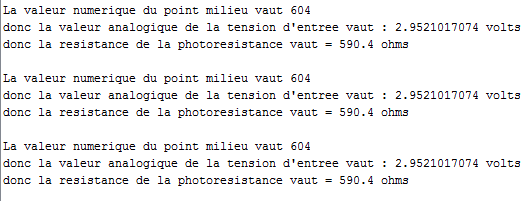 La valeur numerique du point milieu vaut 604
donc la valeur analogique de la tension d'entree vaut : 2.9521017074 volts
donc la resistance de la photoresistance vaut = 590.4 ohms
La valeur numerique du point milieu vaut 604
donc la valeur analogique de la tension d'entree vaut : 2.9521017074 volts
donc la resistance de la photoresistance vaut = 590.4 ohms
La valeur numerique du point milieu vaut 604
donc la valeur analogique de la tension d'entree vaut : 2.9521017074 volts
donc la resistance de la photoresistance vaut = 590.4 ohms